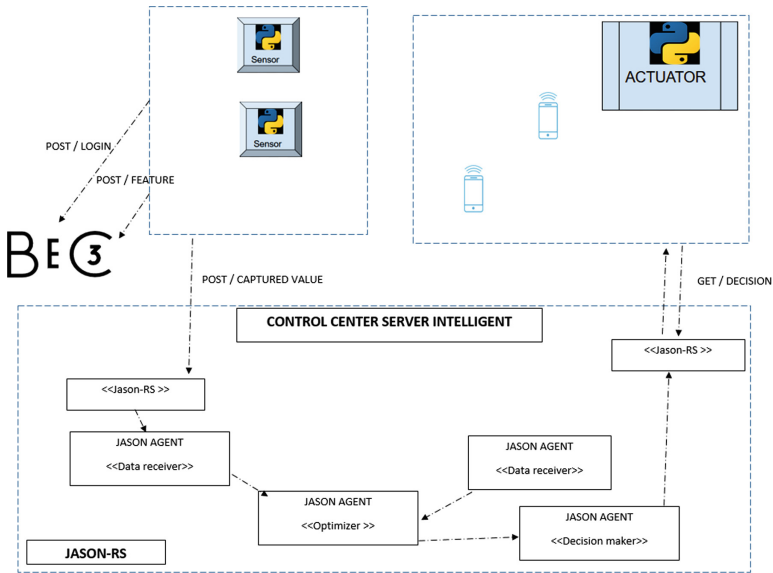 Sensor
ACTUATOR
Sensor
POST / LOGIN
POST / FEATURE
BEC3
POST / CAPTURED VALUE
GET / DECISION
CONTROL CENTER SERVER INTELLIGENT
<<Jason-RS >>
<<Jason-RS >>
JASON AGENT
<<Data receiver>>
JASON AGENT
<<Data receiver>>
JASON AGENT
<<Optimizer >>
JASON AGENT
<<Decision maker>>
JASON-RS